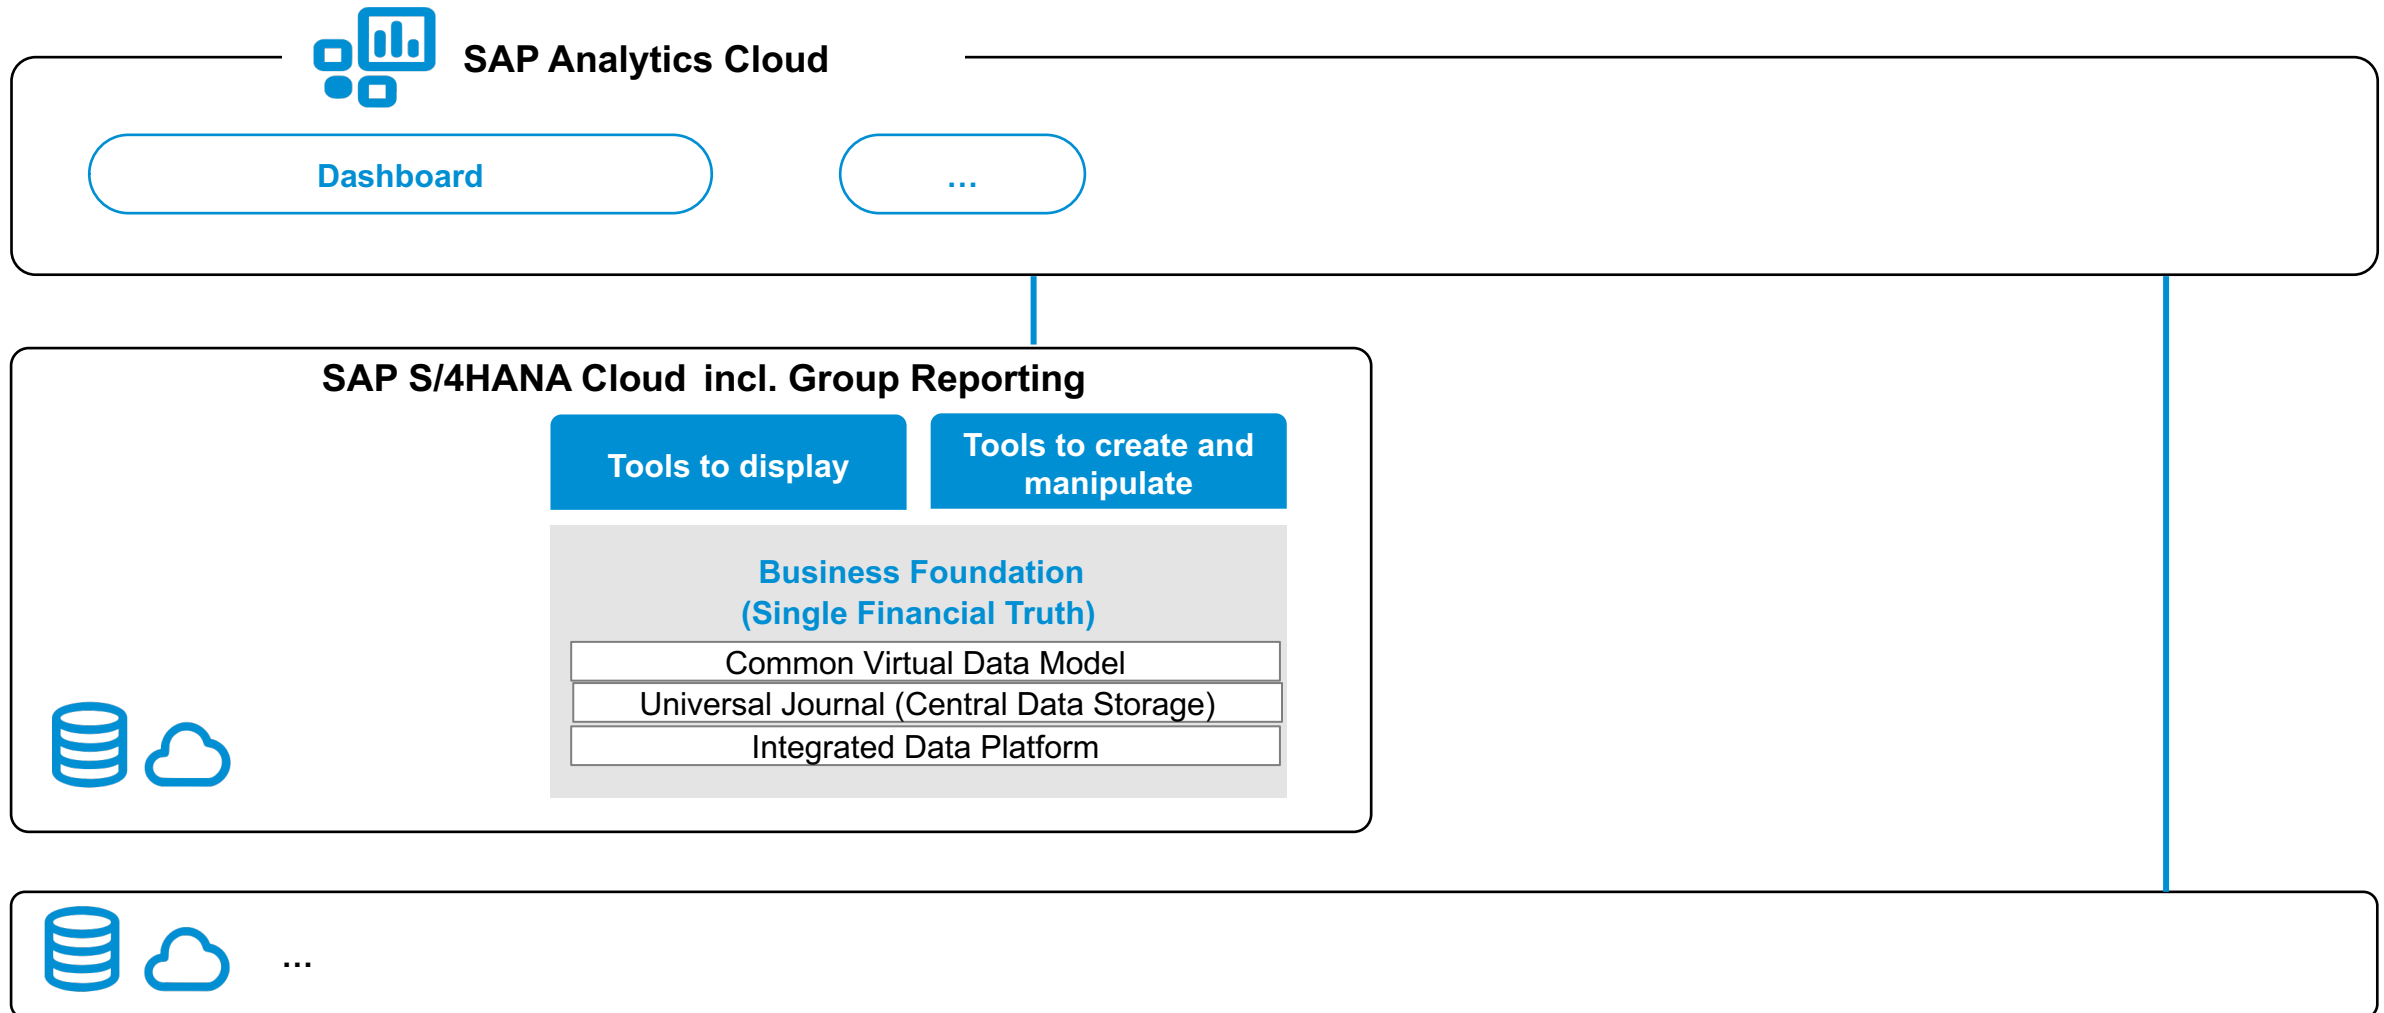 SAP Analytics Cloud
Dashboard
…
SAP S/4HANA Cloud incl. Group Reporting
Tools to display
Tools to create and
manipulate
Business Foundation
(Single Financial Truth)
Common Virtual Data Model
Universal Journal (Central Data Storage)
Integrated Data Platform
…